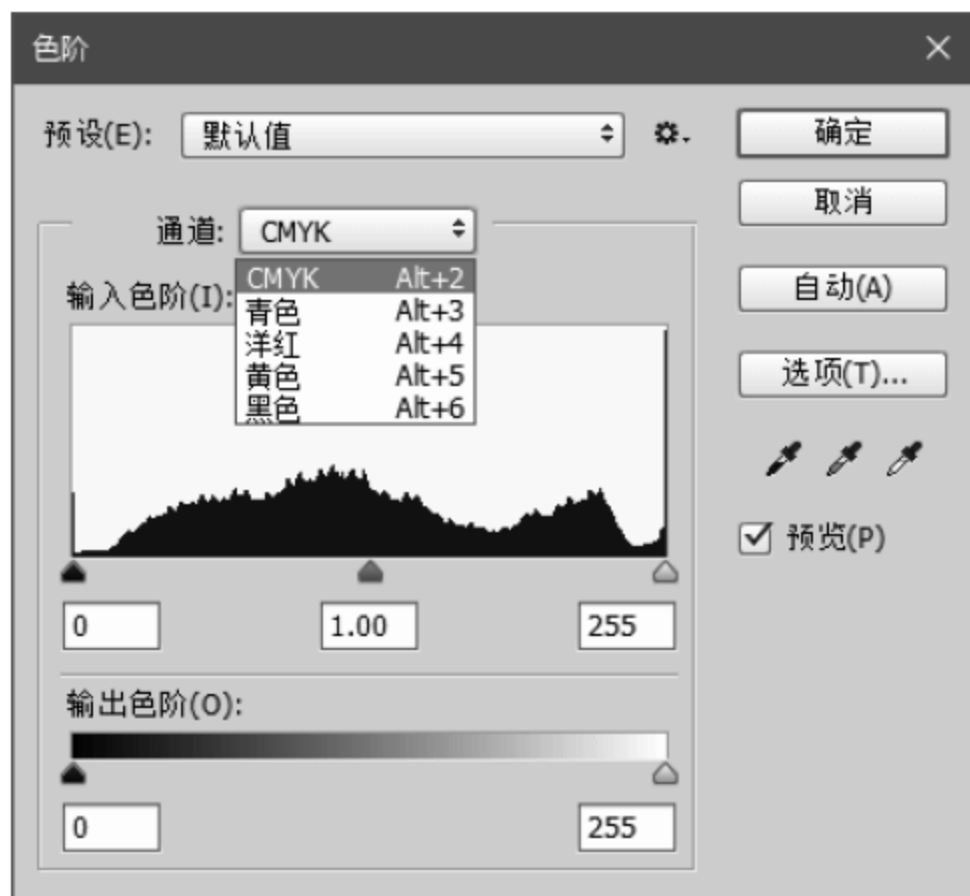 色阶
预设(E): 默认值
确定
取消
通道: CMYK
CMYK Alt+2
青色 Alt+3
洋红 Alt+4
黄色 Alt+5
黑色 Alt+6
输入色阶(I):
自动(A)
选项(T)...
预览(P)
0 1.00 255
输出色阶(O):
0 255